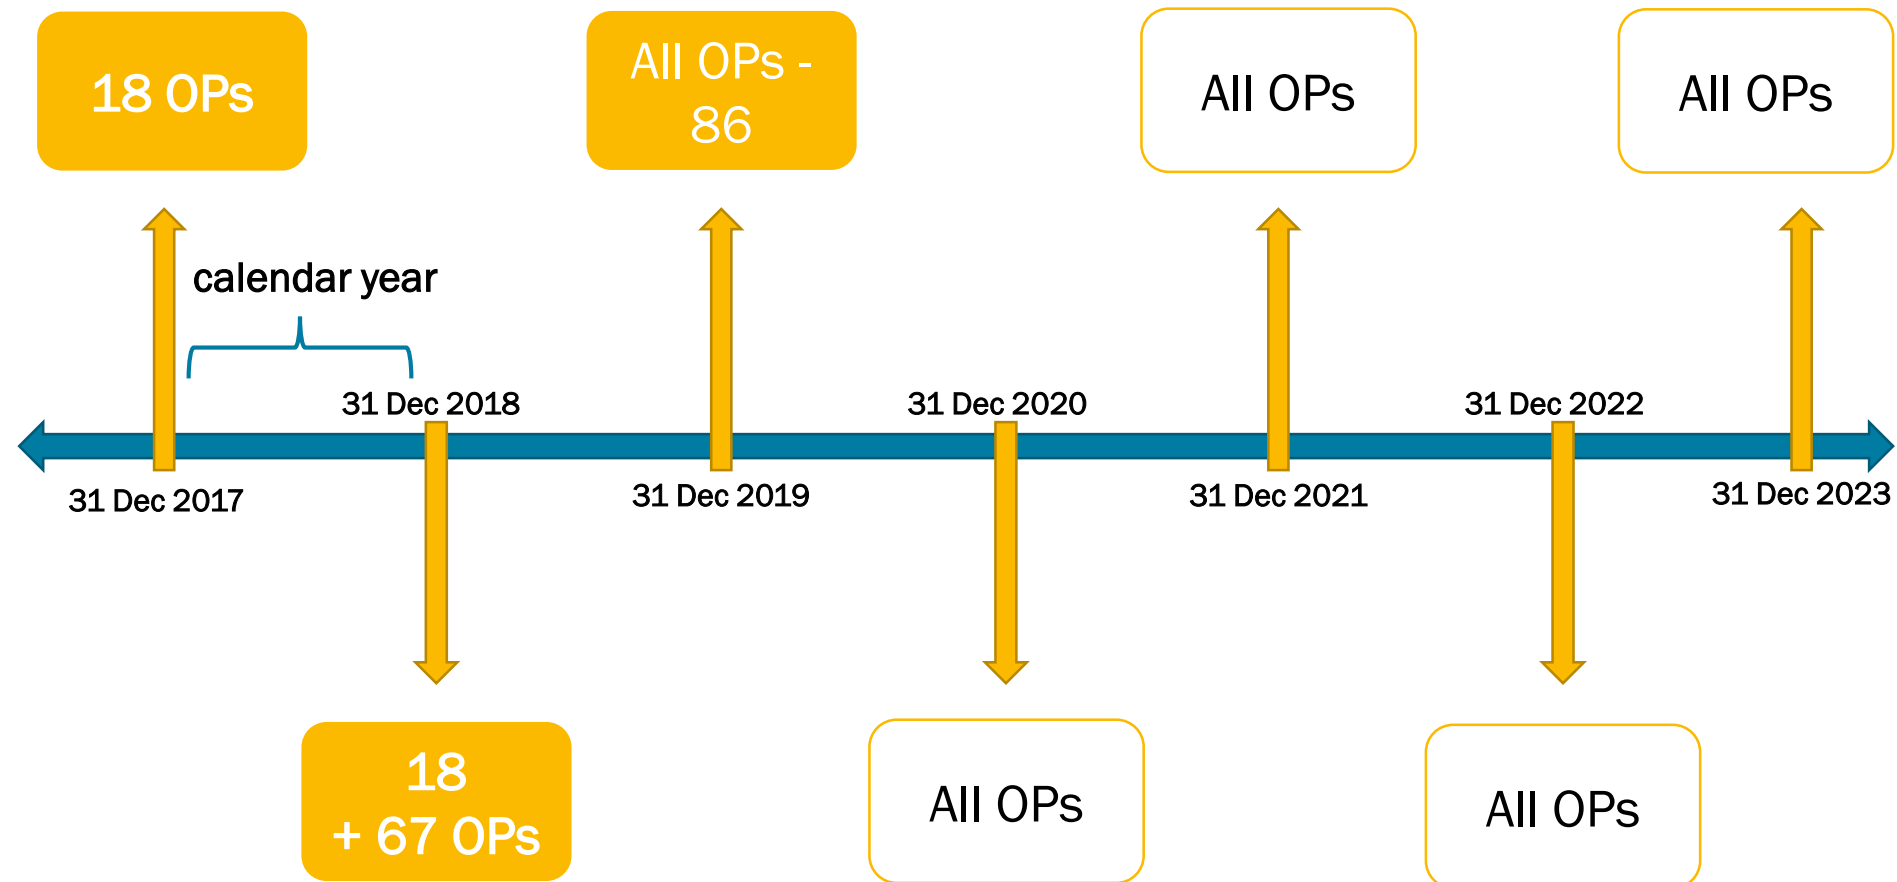 18 OPs
All OPs -
86
All OPs
All OPs
calendar year
31 Dec 2018
31 Dec 2020
31 Dec 2022
31 Dec 2017
31 Dec 2019
31 Dec 2021
31 Dec 2023
18
+ 67 OPs
All OPs
All OPs